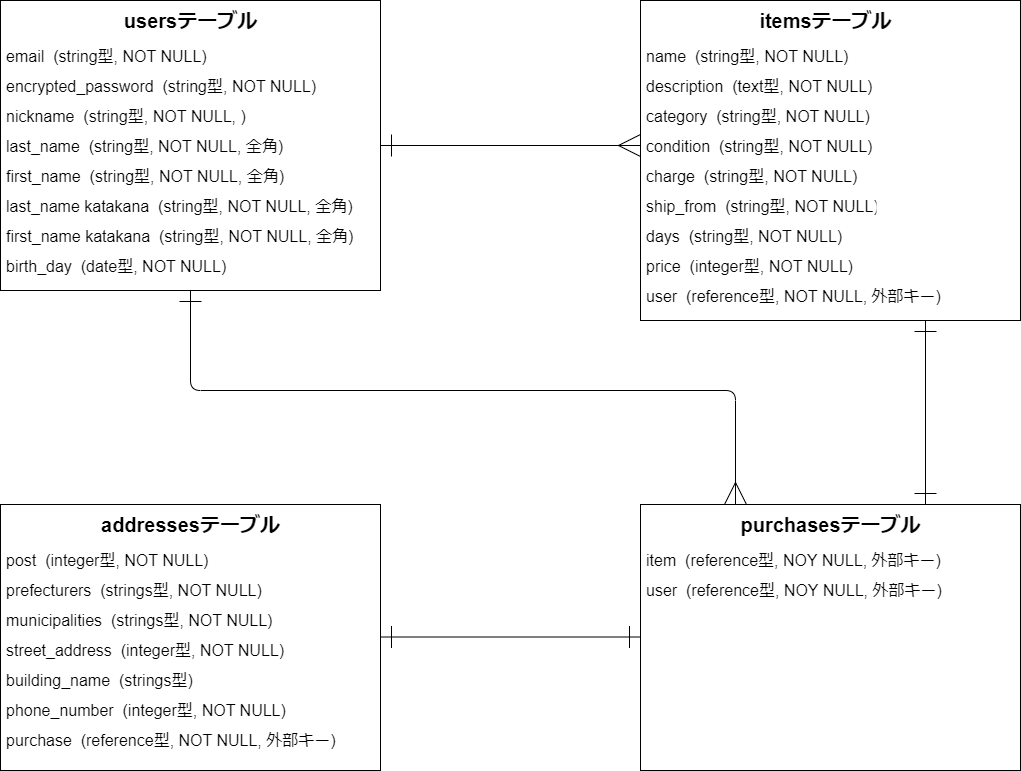 usersテーブル
email  (string型, NOT NULL)
encrypted_password  (string型, NOT NULL)
nickname  (string型, NOT NULL, )
last_name  (string型, NOT NULL, 全角)
first_name  (string型, NOT NULL, 全角)
last_name katakana  (string型, NOT NULL, 全角)
first_name katakana  (string型, NOT NULL, 全角)
birth_day  (date型, NOT NULL)
itemsテーブル
name  (string型, NOT NULL)
description  (text型, NOT NULL)
category  (string型, NOT NULL)
condition  (string型, NOT NULL)
charge  (string型, NOT NULL)
ship_from  (string型, NOT NULL)
days  (string型, NOT NULL)
price  (integer型, NOT NULL)
user  (reference型, NOT NULL, 外部キー)
addressesテーブル
post  (integer型, NOT NULL)
prefecturers  (strings型, NOT NULL)
municipalities  (strings型, NOT NULL)
street_address  (integer型, NOT NULL)
building_name  (strings型)
phone_number  (integer型, NOT NULL)
purchase  (reference型, NOT NULL, 外部キー)
purchasesテーブル
item  (reference型, NOY NULL, 外部キー)
user  (reference型, NOY NULL, 外部キー)